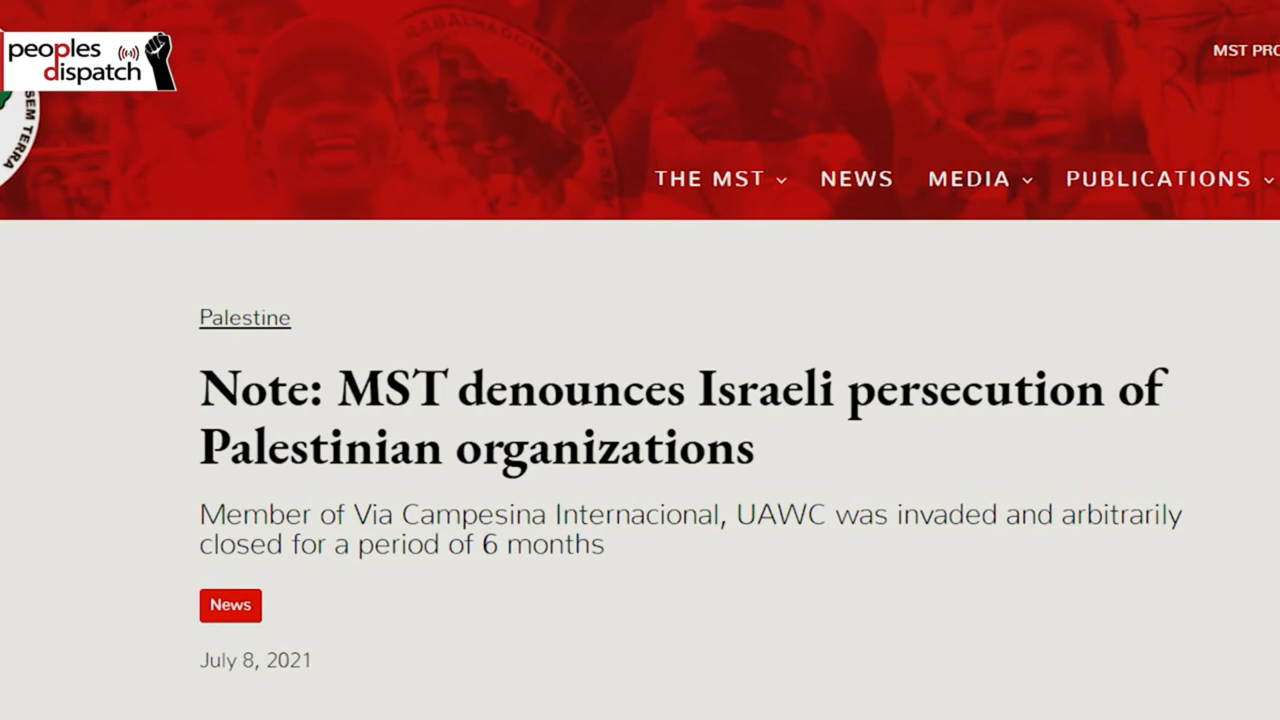 peoples
dispatch
SEM TERRA
MST PRO
THE MST
NEWS
MEDIA
PUBLICATIONS
Palestine
Note: MST denounces Israeli persecution of
Palestinian organizations
Member of Via Campesina Internacional, UAWC was invaded and arbitrarily
closed for a period of 6 months
News
July 8, 2021